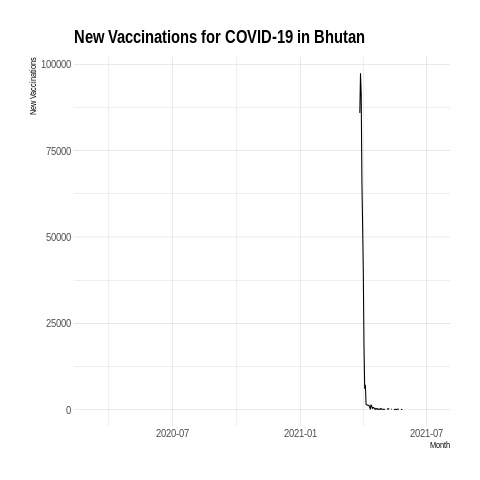 New Vaccinations for COVID-19 in Bhutan
New Vaccinations
100000
75000
50000
25000
0
2020-07
2021-01
2021-07
Month